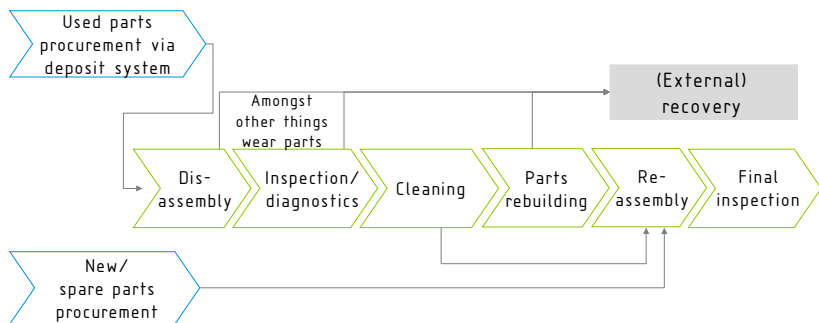 Used parts
procurement via
deposit system
(External)
recovery
Amongst
other things
wear parts
Dis-
assembly
Inspection/
diagnostics
Cleaning
Parts
rebuilding
Re-
assembly
Final
inspection
New/
spare parts
procurement